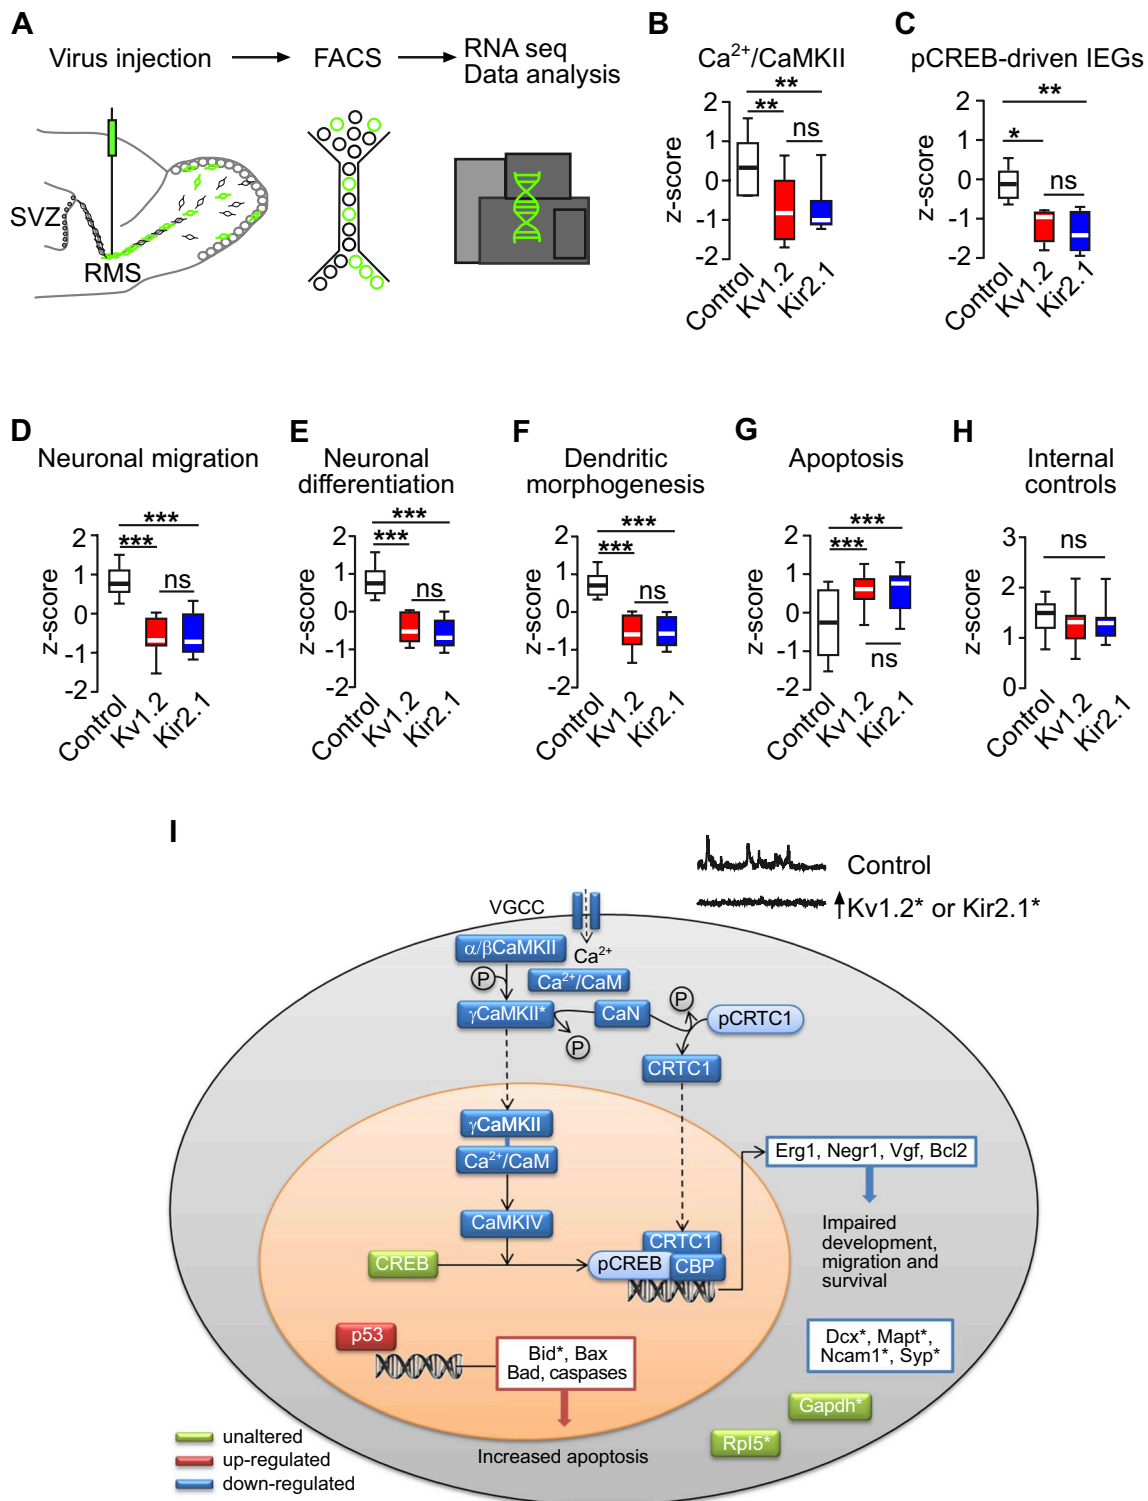 A
Virus injection
FACS
RNA seq
Data analysis
SVZ
RMS
B
Ca²⁺/CaMKII
z-score
2
1
0
-1
-2
**
**
ns
Control
Kv1.2
Kir2.1
C
pCREB-driven IEGs
z-score
2
1
0
-1
-2
**
*
ns
Control
Kv1.2
Kir2.1
D
Neuronal migration
z-score
2
1
0
-1
-2
***
***
ns
Control
Kv1.2
Kir2.1
E
Neuronal
differentiation
z-score
2
1
0
-1
-2
***
***
ns
Control
Kv1.2
Kir2.1
F
Dendritic
morphogenesis
z-score
2
1
0
-1
-2
***
***
ns
Control
Kv1.2
Kir2.1
G
Apoptosis
z-score
2
1
0
-1
-2
***
***
ns
Control
Kv1.2
Kir2.1
H
Internal
controls
z-score
3
2
1
0
ns
Control
Kv1.2
Kir2.1
I
Control
Kv1.2* or Kir2.1*
VGCC
α/βCaMKII
Ca²⁺
P
Ca²⁺/CaM
γCaMKII*
CaN
P
pCRTC1
P
CRTC1
γCaMKII
Ca²⁺/CaM
CaMKIV
CREB
CRTC1
pCREB
CBP
Erg1, Negr1, Vgf, Bcl2
Impaired
development,
migration and
survival
p53
Bid*, Bax
Bad, caspases
Increased apoptosis
Dcx*, Mapt*,
Ncam1*, Syp*
Gapdh*
Rpl5*
unaltered
up-regulated
down-regulated